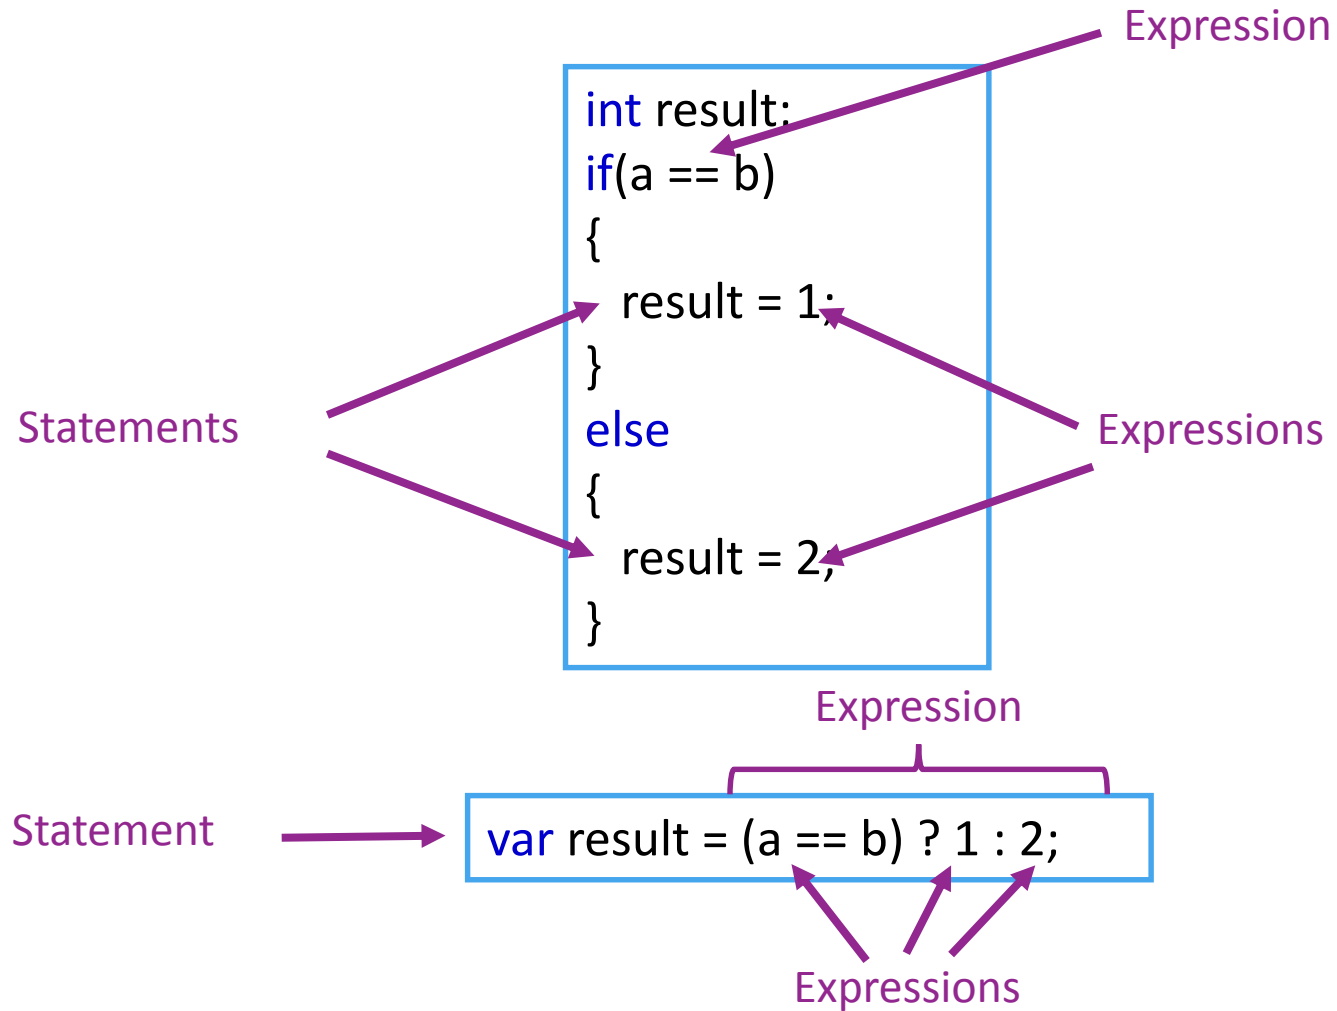 Expression
int result:
if(a == b)
{
result = 1;
}
Statements
else
Expressions
{
result = 2;
}
Expression
Statement
var result = (a == b) ? 1 : 2;
Expressions